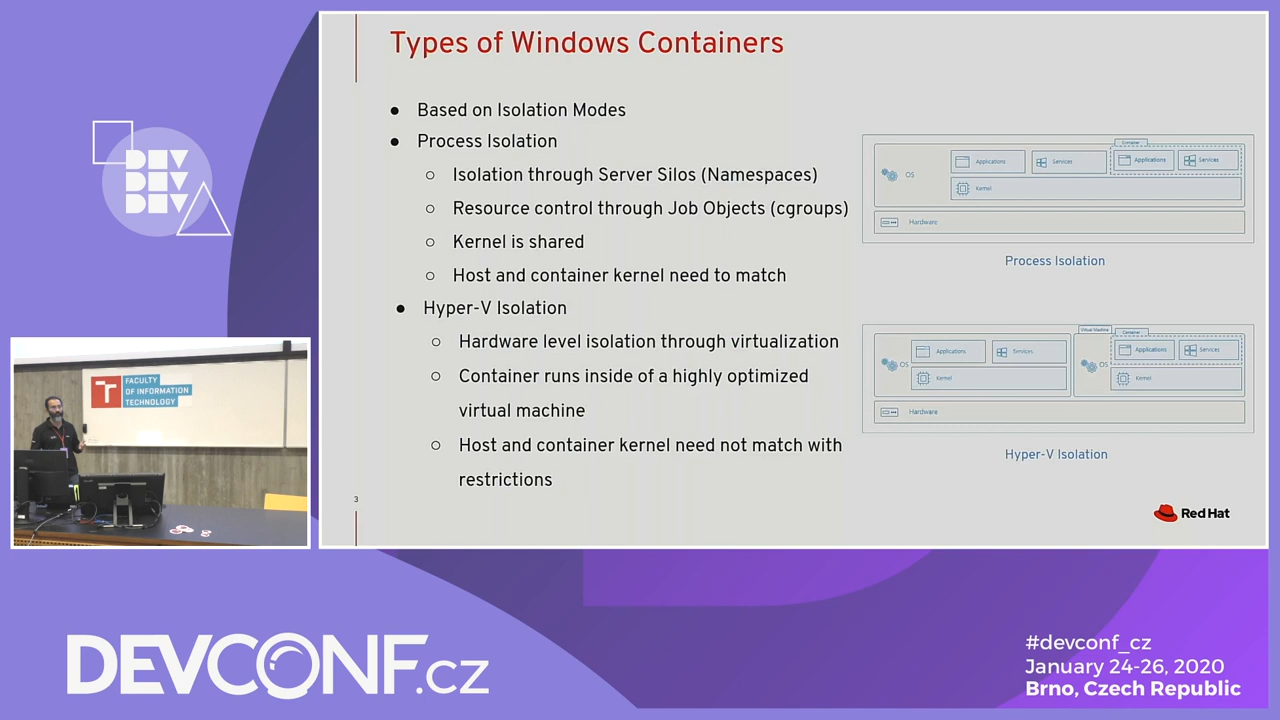 Types of Windows Containers
● Based on Isolation Modes
● Process Isolation
○ Isolation through Server Silos (Namespaces)
○ Resource control through Job Objects (cgroups)
○ Kernel is shared
○ Host and container kernel need to match
● Hyper-V Isolation
○ Hardware level isolation through virtualization
○ Container runs inside of a highly optimized
virtual machine
○ Host and container kernel need not match with
restrictions
Container
Applications Services Applications Services
OS
Kernel
Hardware
Process Isolation
Virtual Machine Container
Applications Services Applications Services
OS OS
Kernel Kernel
Hardware
Hyper-V Isolation
3
Red Hat
DEV
DEV
DEV
FACULTY
OF INFORMATION
TECHNOLOGY
DEVCONF.cz
#devconf_cz
January 24-26, 2020
Brno, Czech Republic